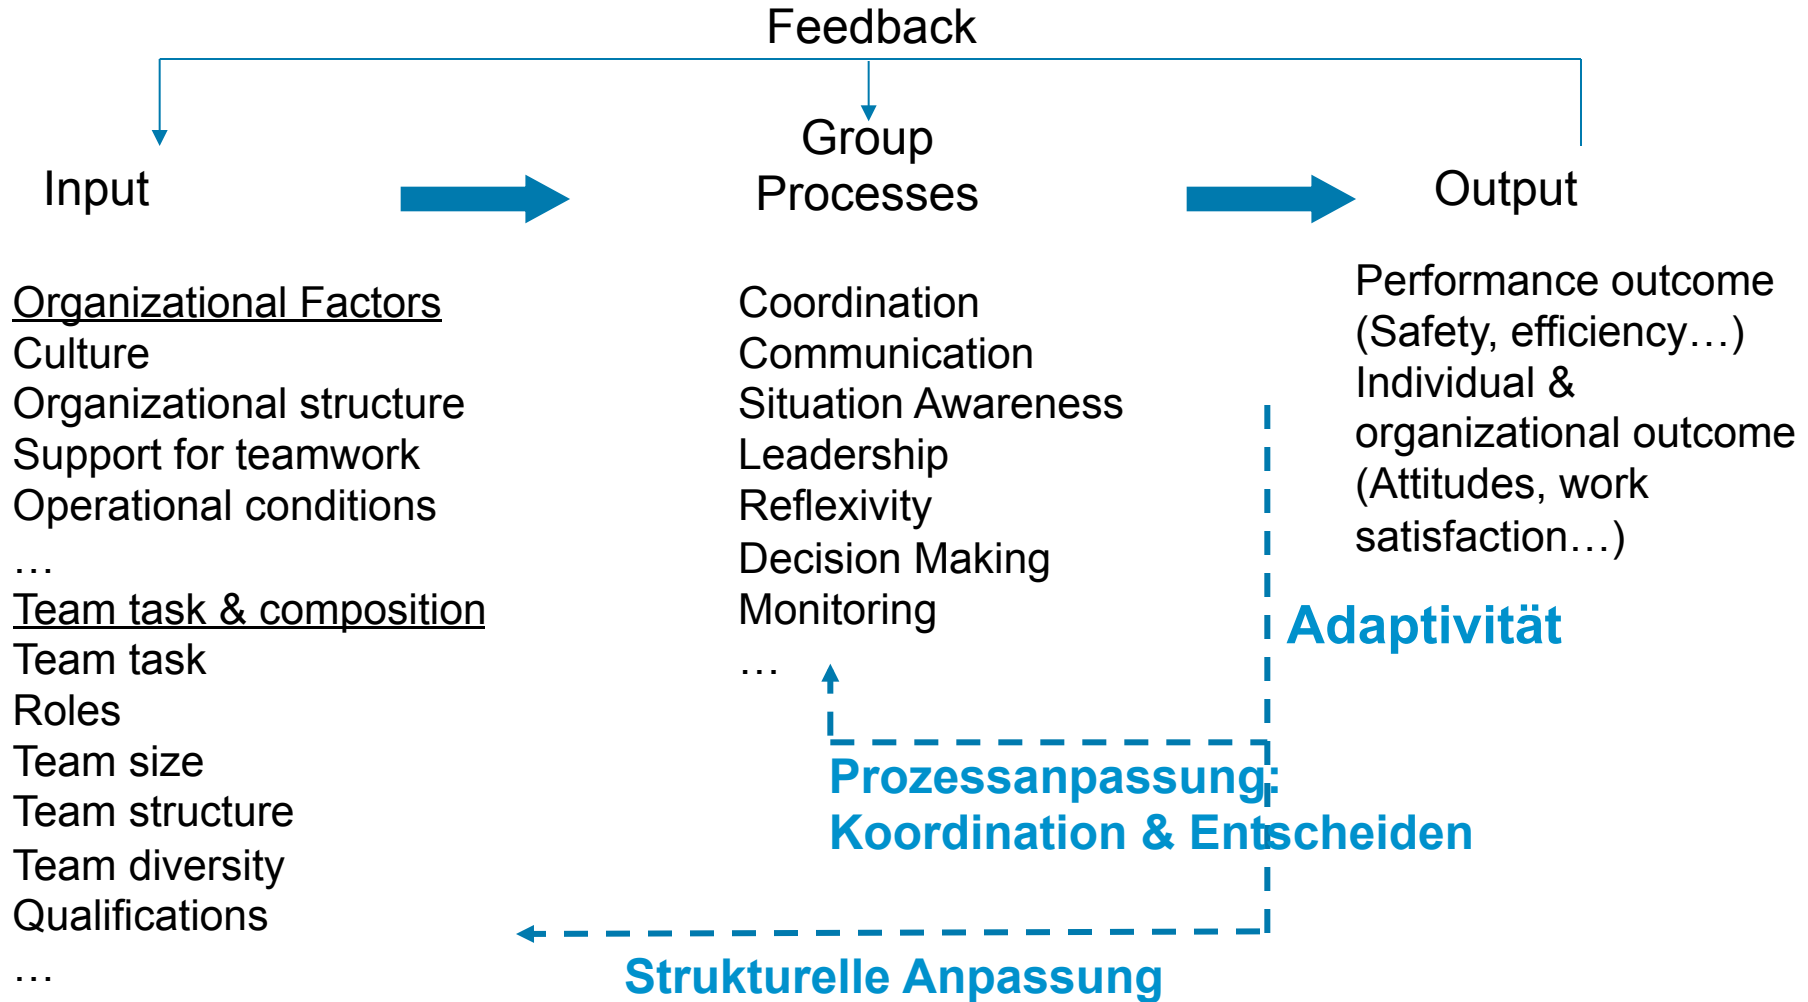 Feedback
Input
Group
Processes
Output
Organizational Factors
Culture
Organizational structure
Support for teamwork
Operational conditions
…
Team task & composition
Team task
Roles
Team size
Team structure
Team diversity
Qualifications
…
Coordination
Communication
Situation Awareness
Leadership
Reflexivity
Decision Making
Monitoring
…
Performance outcome
(Safety, efficiency…)
Individual &
organizational outcome
(Attitudes, work
satisfaction…)
Adaptivität
Prozessanpassung:
Koordination & Entscheiden
Strukturelle Anpassung